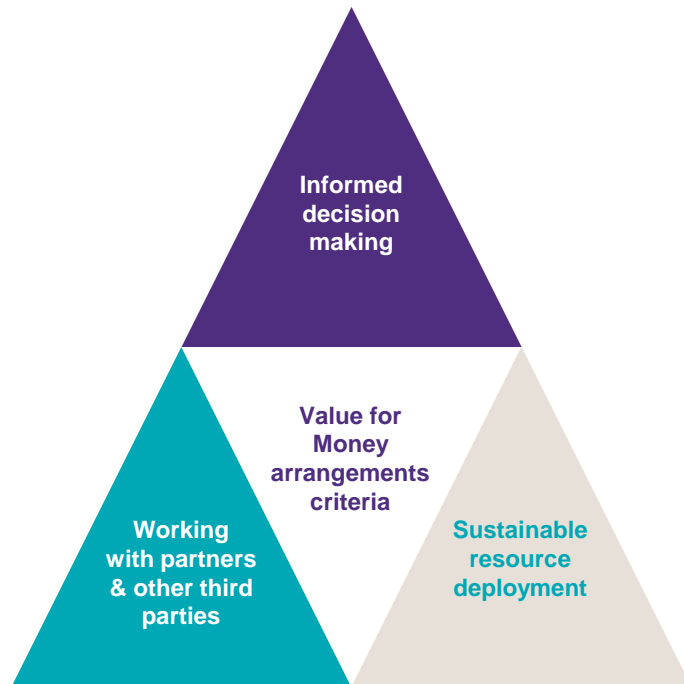 Informed
decision
making
Value for
Money
arrangements
criteria
Working
with partners
& other third
parties
Sustainable
resource
deployment